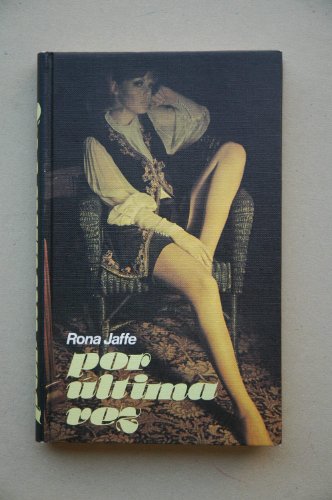 Rona Jaffe
por
ultima
vez